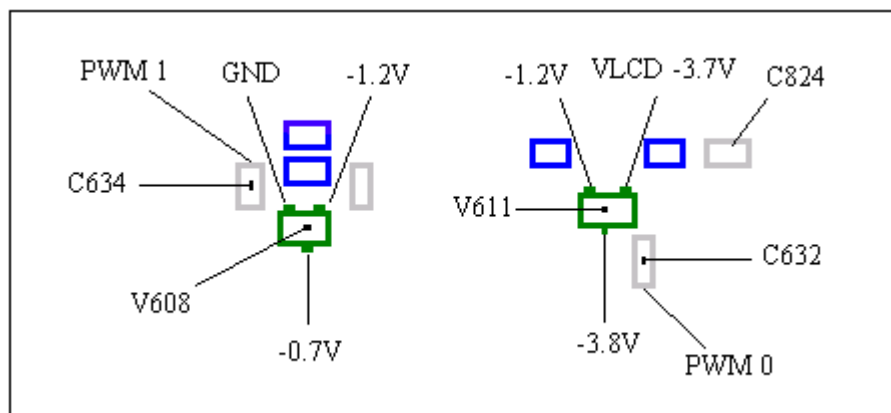 PWM 1
GND
-1.2V
C634
V608
-0.7V
-1.2V
VLCD -3.7V
C824
V611
C632
-3.8V
PWM 0